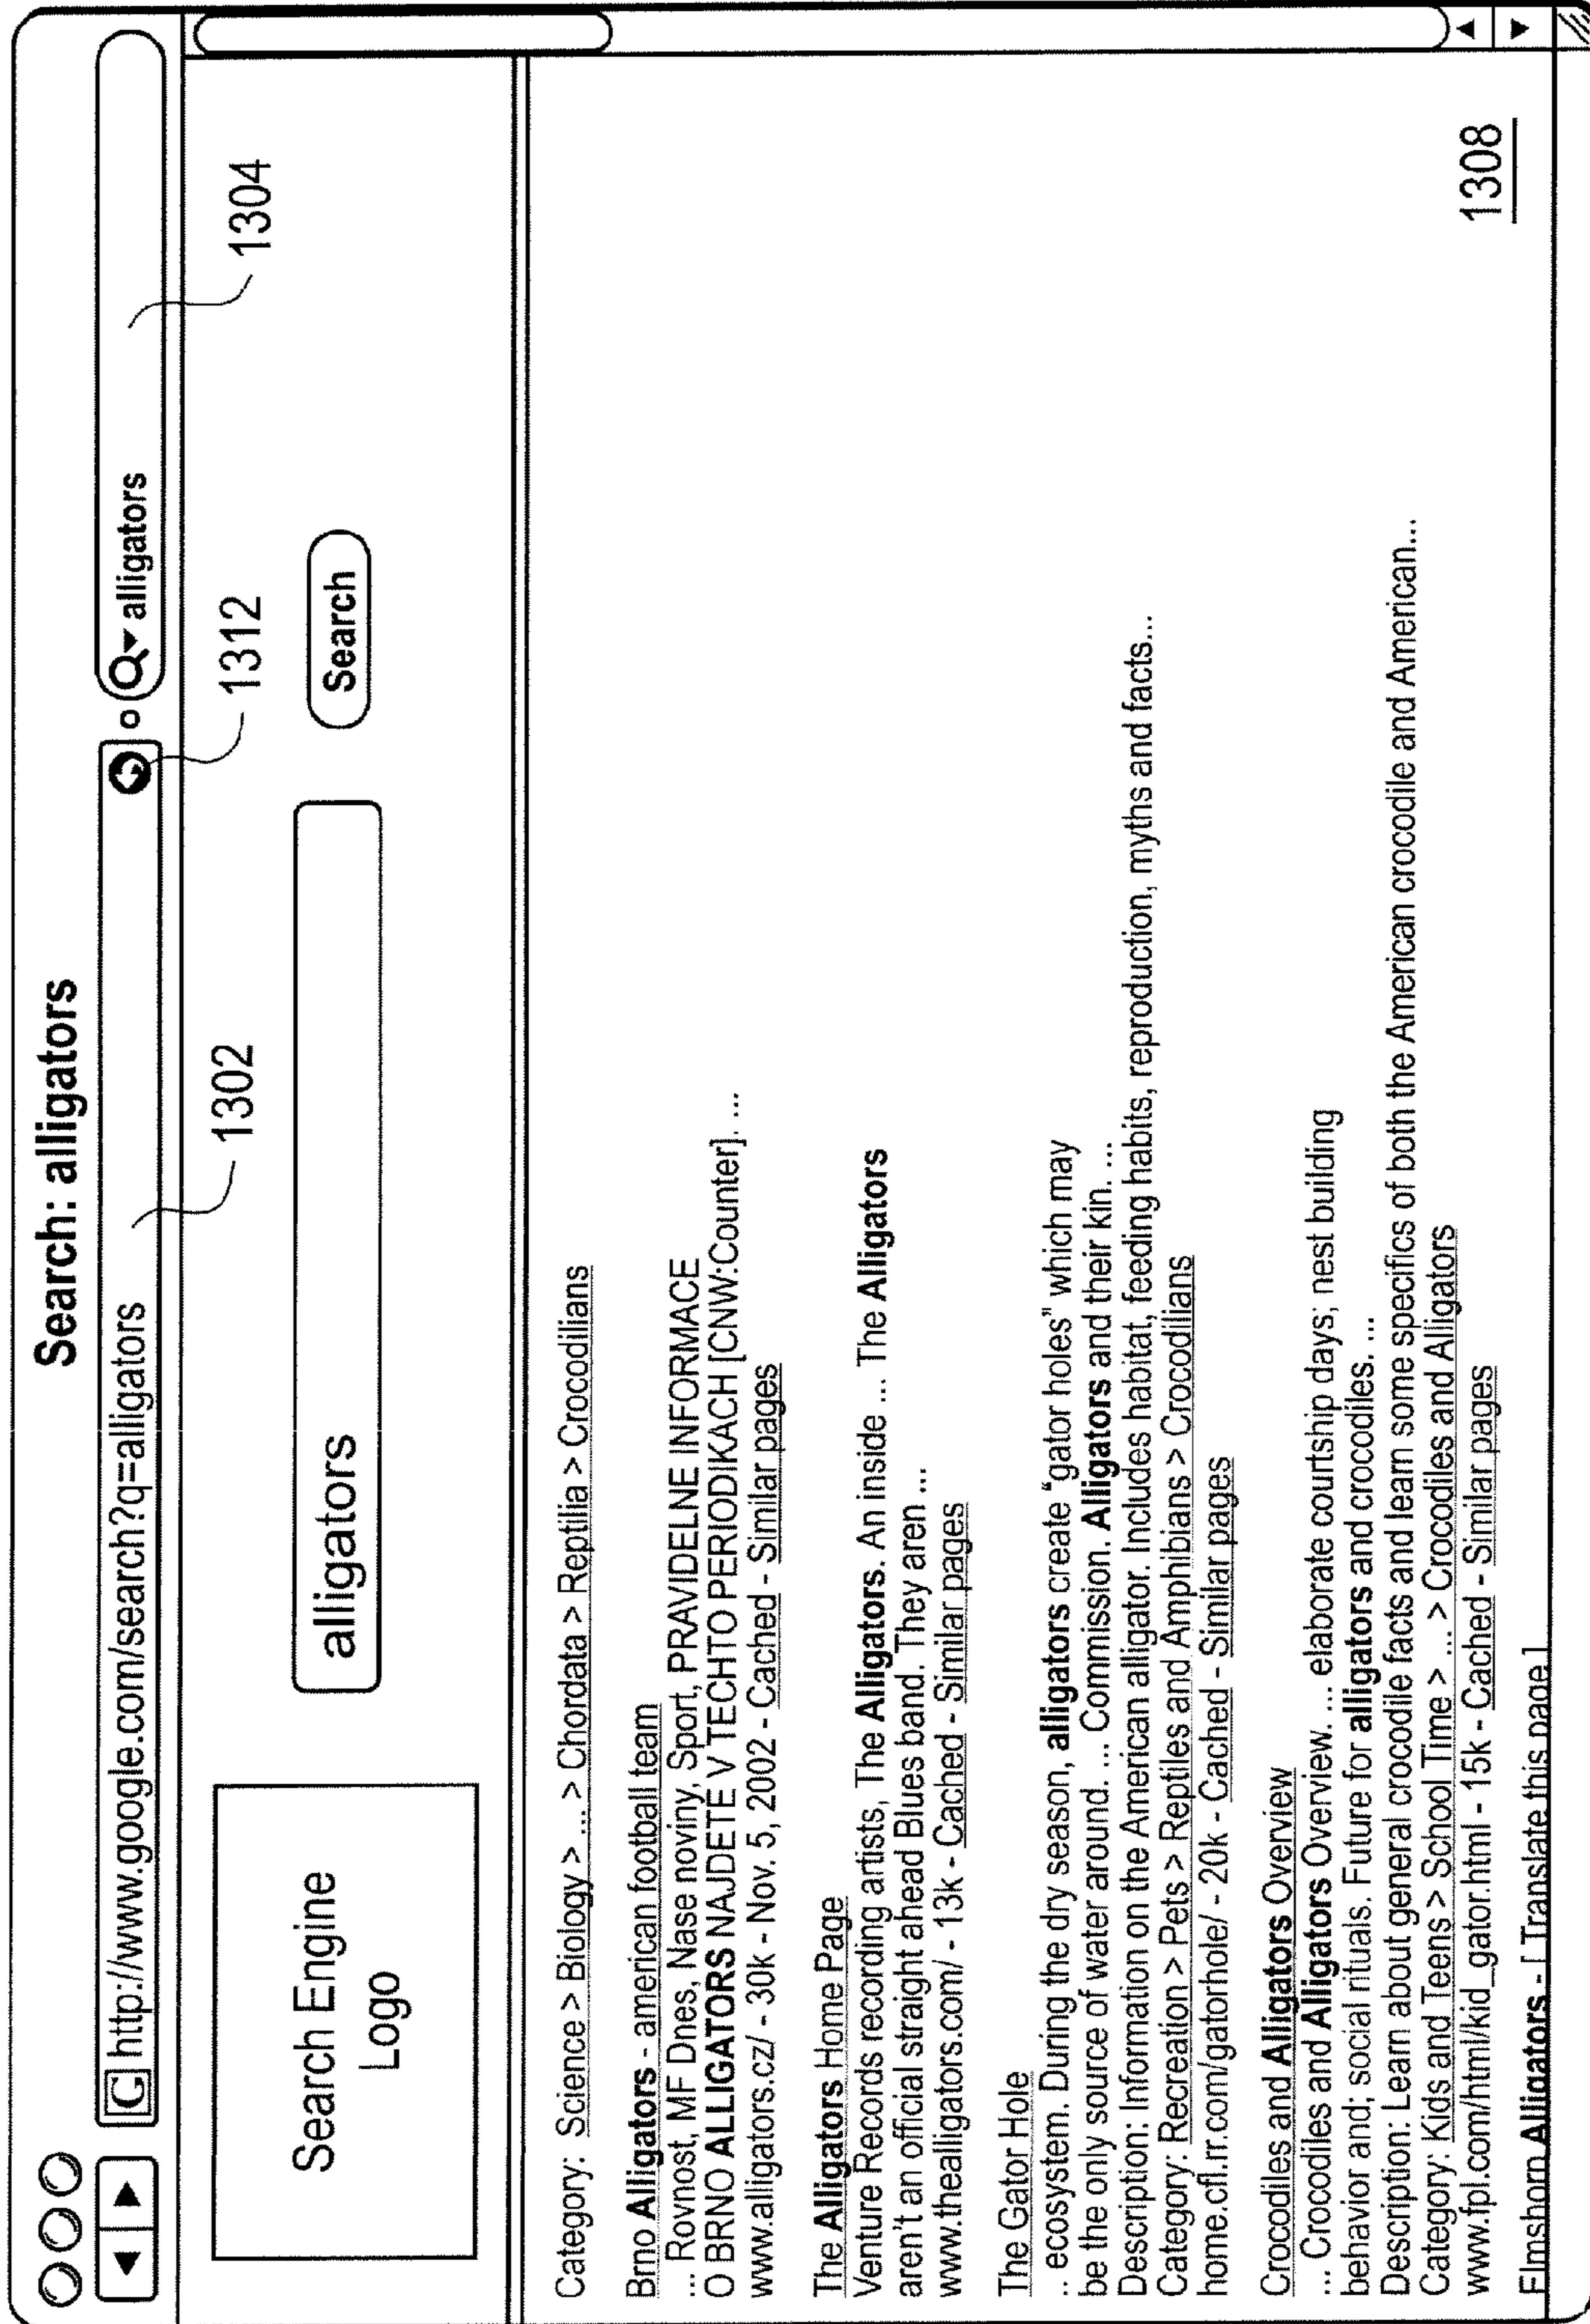 Search: alligators
G http://www.google.com/search?q=alligators
alligators
1302
1312
1304
Search Engine
Logo
alligators
Search
Category: Science > Biology > ... > Chordata > Reptilia > Crocodilians
Brno Alligators - american football team
... Rovnost, MF Dnes, Nase noviny, Sport, PRAVIDELNE INFORMACE
O BRNO ALLIGATORS NAJDETE V TECHTO PERIODIKACH [CNW:Counter]. ...
www.alligators.cz/ - 30k - Nov. 5, 2002 - Cached - Similar pages
The Alligators Home Page
Venture Records recording artists, The Alligators. An inside ... The Alligators
aren't an official straight ahead Blues band. They aren ...
www.thealligators.com/ - 13k - Cached - Similar pages
The Gator Hole
.. ecosystem. During the dry season, alligators create "gator holes" which may
be the only source of water around. ... Commission. Alligators and their kin. ...
Description: Information on the American alligator. Includes habitat, feeding habits, reproduction, myths and facts...
Category: Recreation > Pets > Reptiles and Amphibians > Crocodilians
home.cfl.rr.com/gatorhole/ - 20k - Cached - Similar pages
Crocodiles and Alligators Overview
... Crocodiles and Alligators Overview. ... elaborate courtship days; nest building
behavior and; social rituals. Future for alligators and crocodiles. ...
Description: Learn about general crocodile facts and learn some specifics of both the American crocodile and American...
Category: Kids and Teens > School Time > ... > Crocodiles and Alligators
www.fpl.com/html/kid_gator.html - 15k - Cached - Similar pages
Elmshorn Alligators - [ Translate this page ]
1308